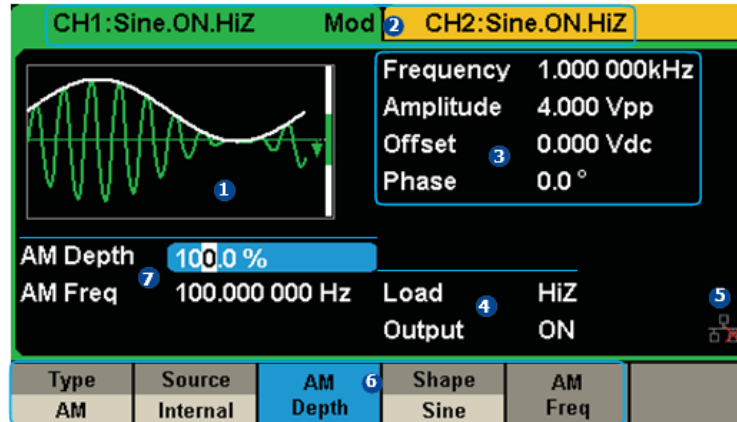 CH1:Sine.ON.HiZ Mod 2 CH2:Sine.ON.HiZ
Frequency 1.000 000kHz
Amplitude 4.000 Vpp
Offset 3 0.000 Vdc
Phase 0.0 °
1
AM Depth 100.0 %
7
AM Freq 100.000 000 Hz
Load 4 HiZ 5
Output ON
Type Source AM 6 Shape AM
AM Internal Depth Sine Freq